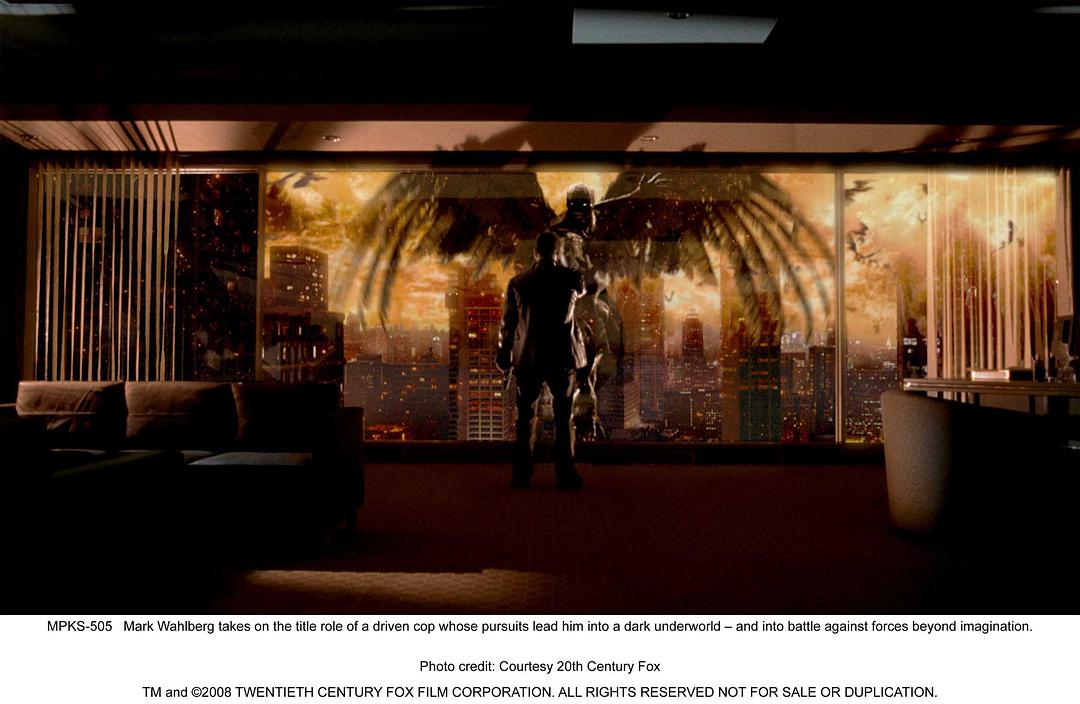 MPKS-505 Mark Wahlberg takes on the title role of a driven cop whose pursuits lead him into a dark underworld – and into battle against forces beyond imagination.
Photo credit: Courtesy 20th Century Fox
TM and ©2008 TWENTIETH CENTURY FOX FILM CORPORATION. ALL RIGHTS RESERVED NOT FOR SALE OR DUPLICATION.